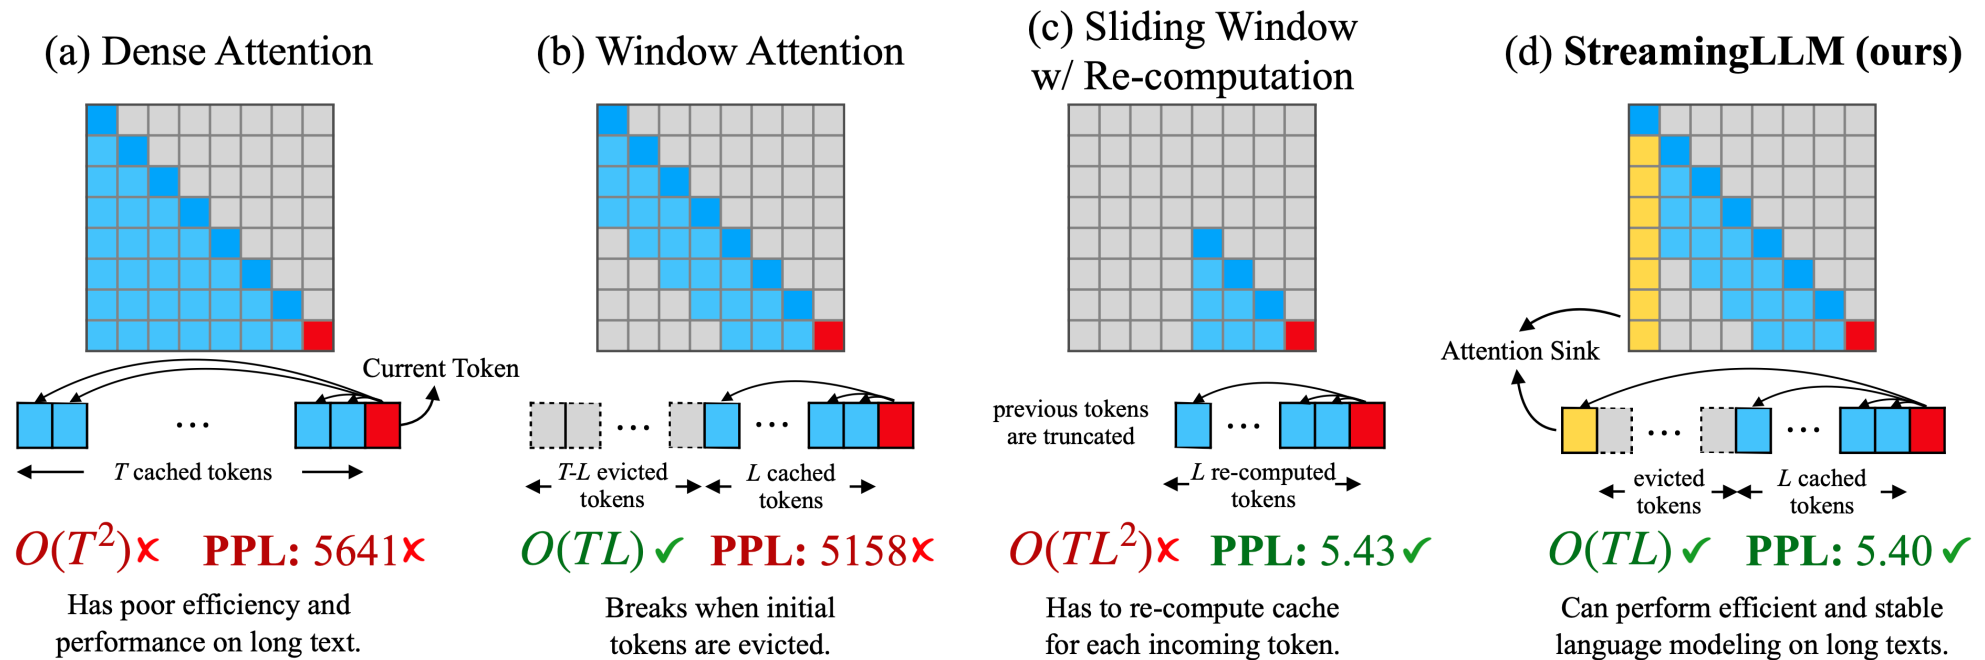 (a) Dense Attention
Current Token
...
T cached tokens
O(T²)✗ PPL: 5641✗
Has poor efficiency and
performance on long text.
(b) Window Attention
... ...
T-L evicted
tokens
L cached
tokens
O(TL)✓ PPL: 5158✗
Breaks when initial
tokens are evicted.
(c) Sliding Window
w/ Re-computation
previous tokens
are truncated
...
L re-computed
tokens
O(TL²)✗ PPL: 5.43✓
Has to re-compute cache
for each incoming token.
(d) StreamingLLM (ours)
Attention Sink
... ...
evicted
tokens
L cached
tokens
O(TL)✓ PPL: 5.40✓
Can perform efficient and stable
language modeling on long texts.